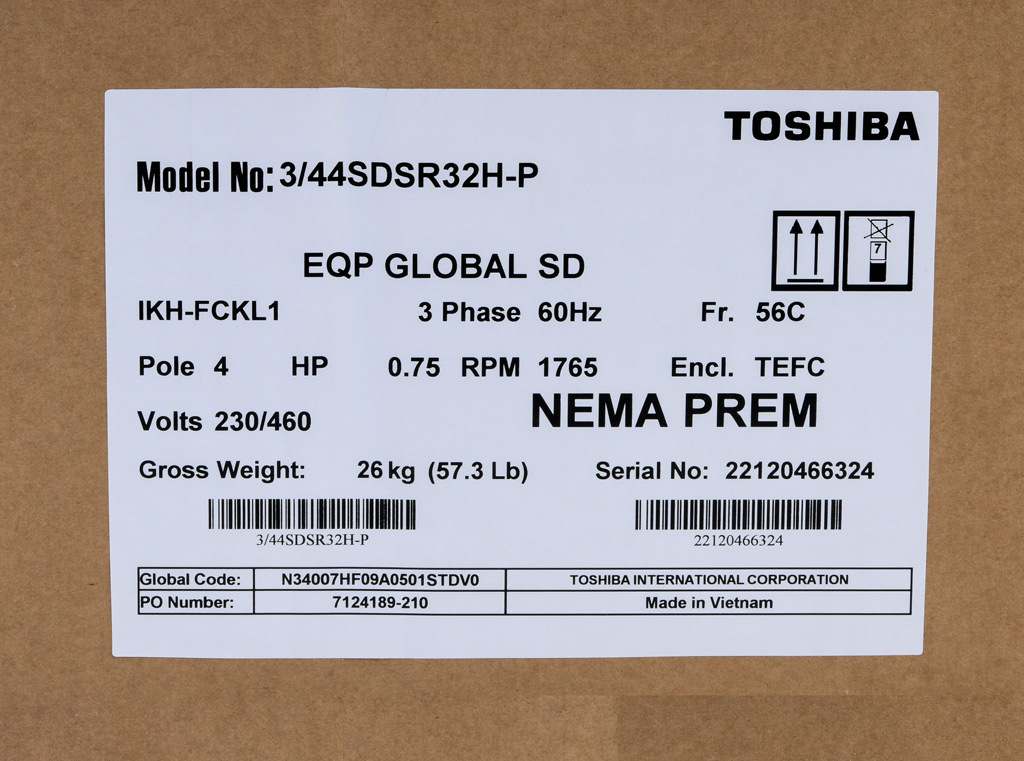 TOSHIBA
Model No: 3/44SDSR32H-P
7
EQP GLOBAL SD
IKH-FCKL1 3 Phase 60Hz Fr. 56C
Pole 4 HP 0.75 RPM 1765 Encl. TEFC
Volts 230/460 NEMA PREM
Gross Weight: 26 kg (57.3 Lb) Serial No: 22120466324
3/44SDSR32H-P 22120466324
Global Code: N34007HF09A0501STDV0 TOSHIBA INTERNATIONAL CORPORATION
PO Number: 7124189-210 Made in Vietnam